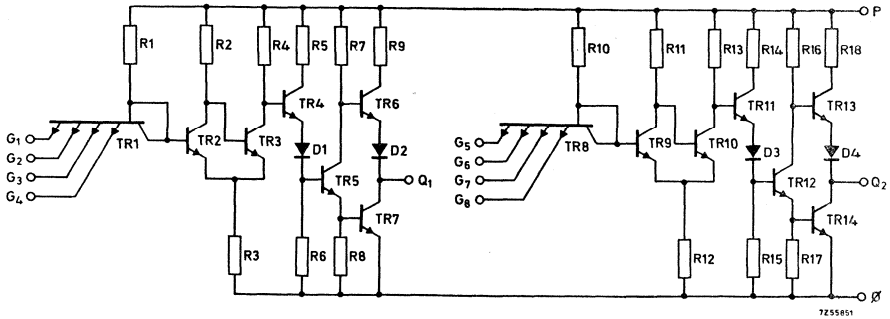 P
R1
R2
R4
R5
R7
R9
R10
R11
R13
R14
R16
R18
TR4
TR6
TR11
TR13
G1
TR1
TR2
TR3
D1
D2
G5
TR8
TR9
TR10
D3
D4
G2
G3
G4
TR5
Q1
G6
G7
G8
TR12
Q2
TR7
TR14
R3
R6
R8
R12
R15
R17
Ø
7Z55851